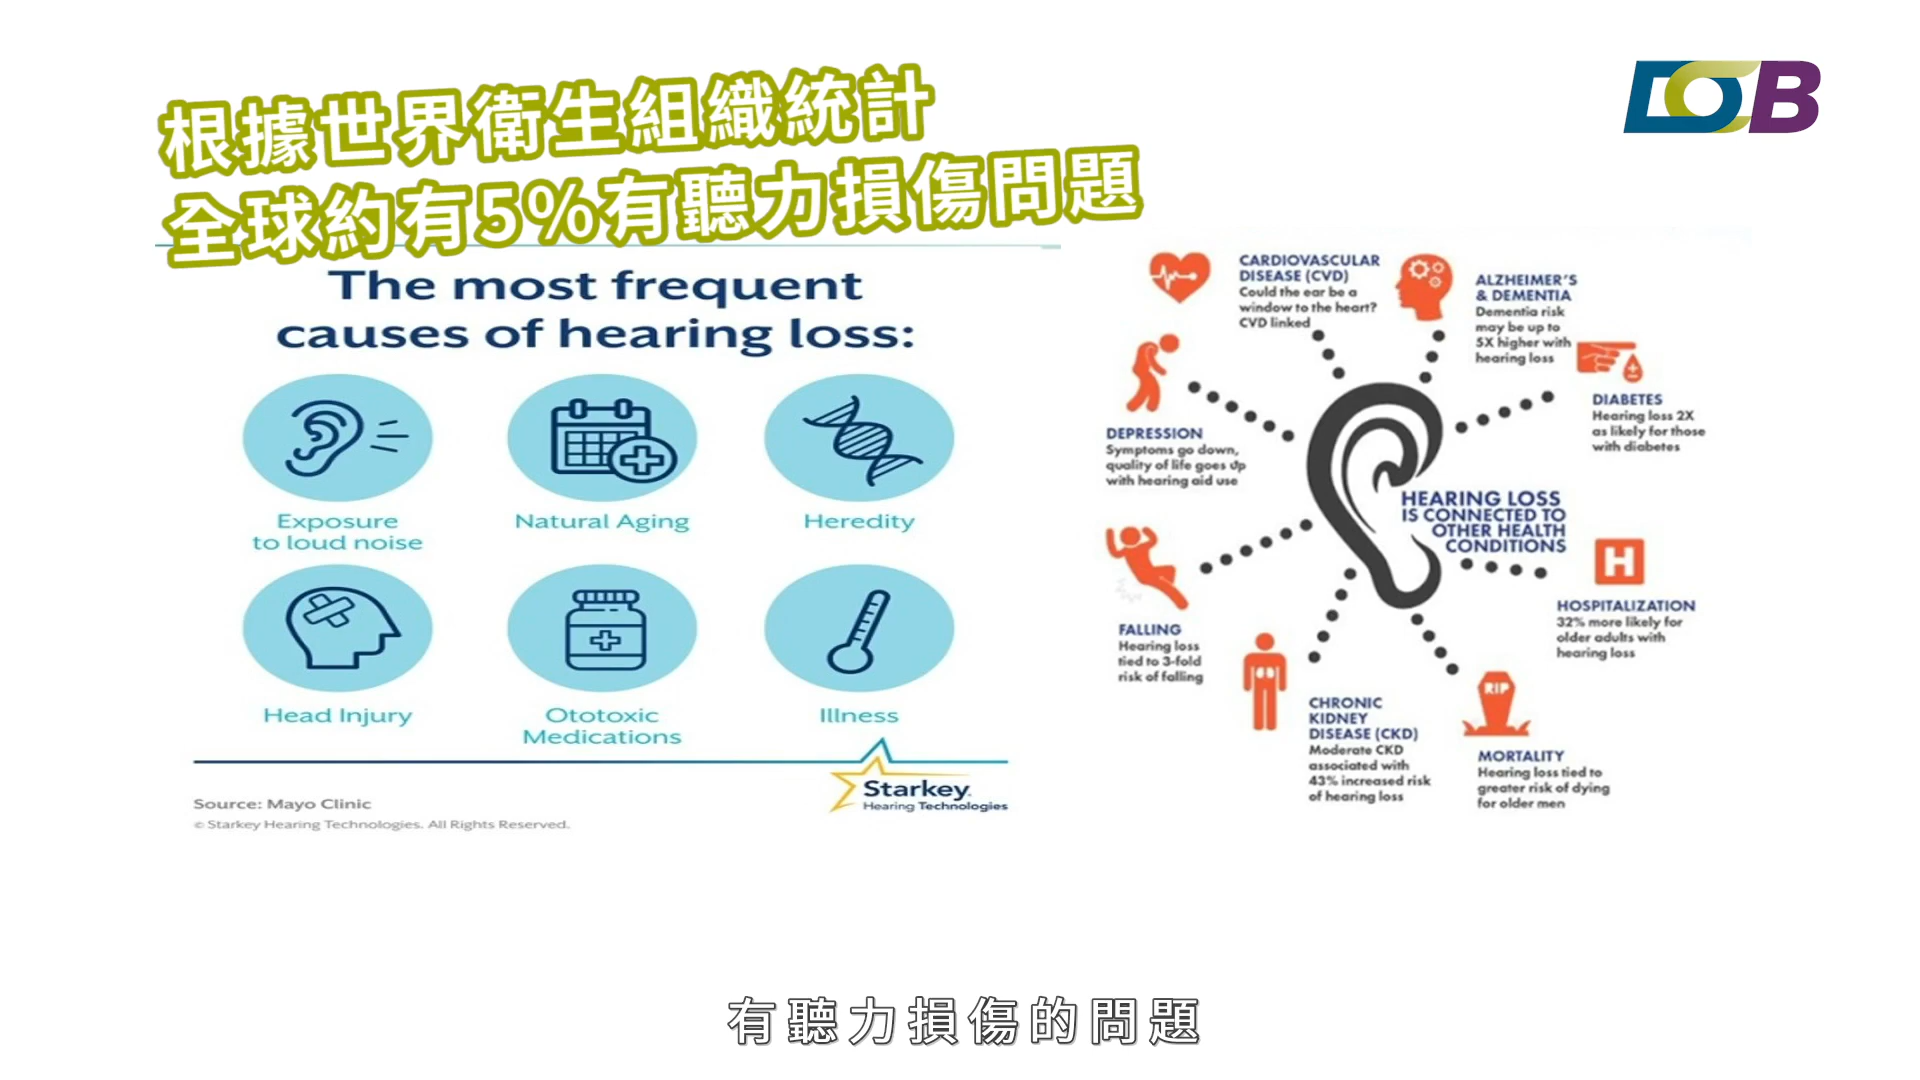 根據世界衛生組織統計
全球約有5%有聽力損傷問題
DOB
The most frequent
causes of hearing loss:
Exposure
to loud noise
Natural Aging
Heredity
Head Injury
Ototoxic
Medications
Illness
Starkey.
Hearing Technologies
Source: Mayo Clinic
© Starkey Hearing Technologies. All Rights Reserved.
CARDIOVASCULAR
DISEASE (CVD)
Could the ear be a
window to the heart?
CVD linked
ALZHEIMER'S
& DEMENTIA
Dementia risk
may be up to
5X higher with
hearing loss
DIABETES
Hearing loss 2X
as likely for those
with diabetes
DEPRESSION
Symptoms go down,
quality of life goes up
with hearing aid use
HEARING LOSS
IS CONNECTED TO
OTHER HEALTH
CONDITIONS
H
HOSPITALIZATION
32% more likely for
older adults with
hearing loss
FALLING
Hearing loss
tied to 3-fold
risk of falling
CHRONIC
KIDNEY
DISEASE (CKD)
Moderate CKD
associated with
43% increased risk
of hearing loss
RIP
MORTALITY
Hearing loss tied to
greater risk of dying
for older men
有聽力損傷的問題